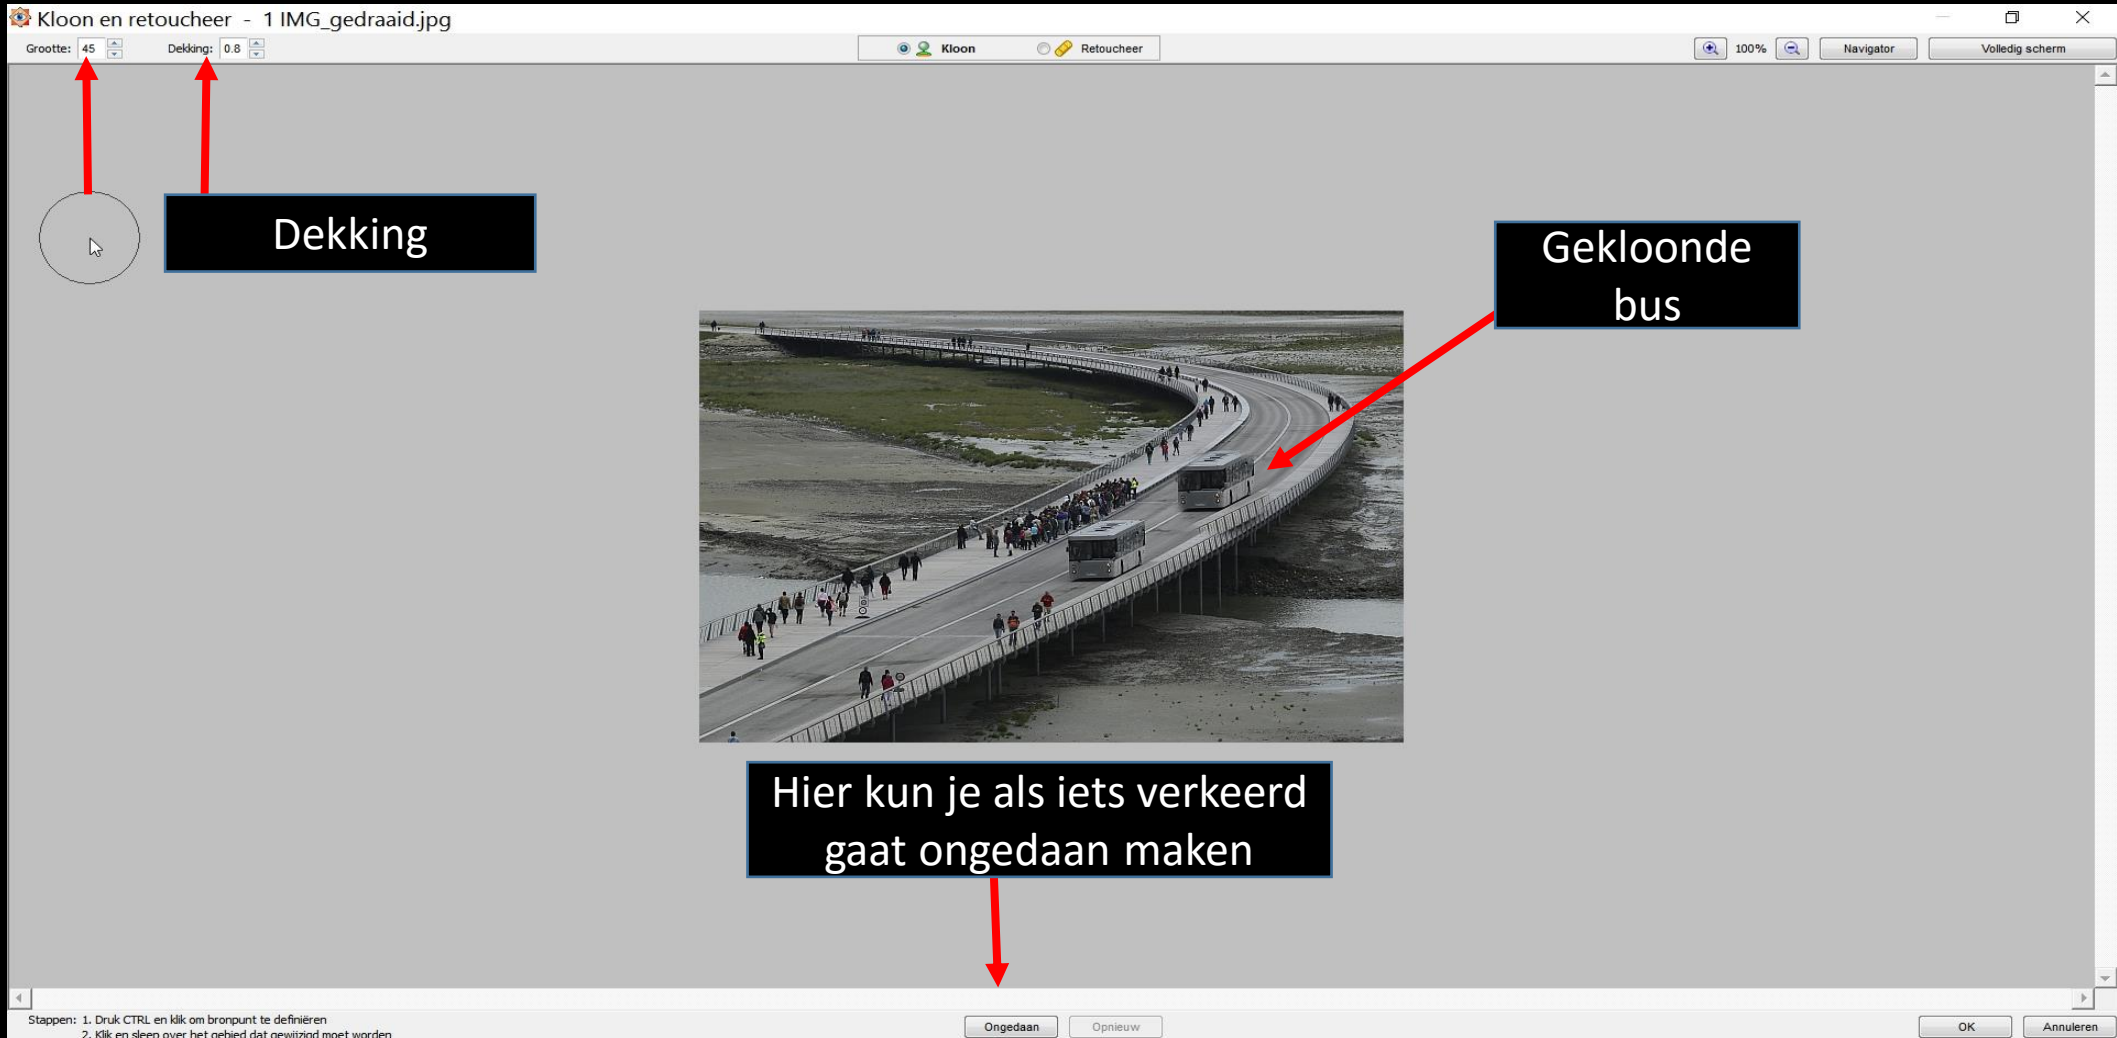 Kloon en retoucheer - 1 IMG_gedraaid.jpg
Grootte: 45 Dekking: 0.8 Kloon Retoucheer 100% Navigator Volledig scherm
Dekking
Gekloonde
bus
Hier kun je als iets verkeerd
gaat ongedaan maken
Stappen: 1. Druk CTRL en klik om bronpunt te definiëren
2. Klik en sleep over het gebied dat gewijzigd moet worden
Ongedaan Opnieuw OK Annuleren